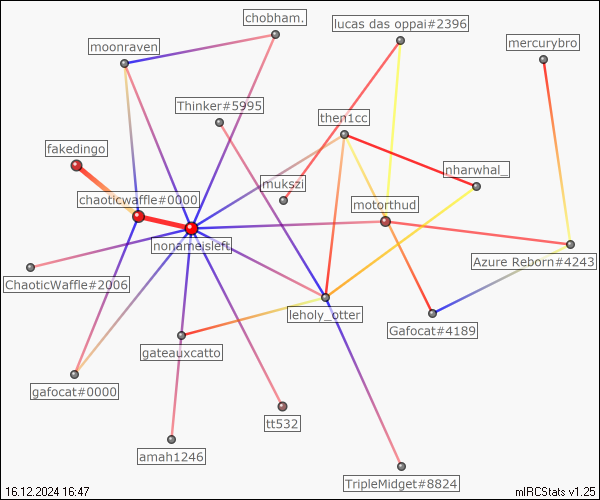 chobham.
lucas das oppai#2396
moonraven
mercurybro
Thinker#5995
then1cc
fakedingo
nharwhal_
mukszi
chaoticwaffle#0000
motorthud
nonameisleft
Azure Reborn#4243
ChaoticWaffle#2006
leholy_otter
Gafocat#4189
gateauxcatto
gafocat#0000
tt532
amah1246
TripleMidget#8824
16.12.2024 16:47
mIRCStats v1.25